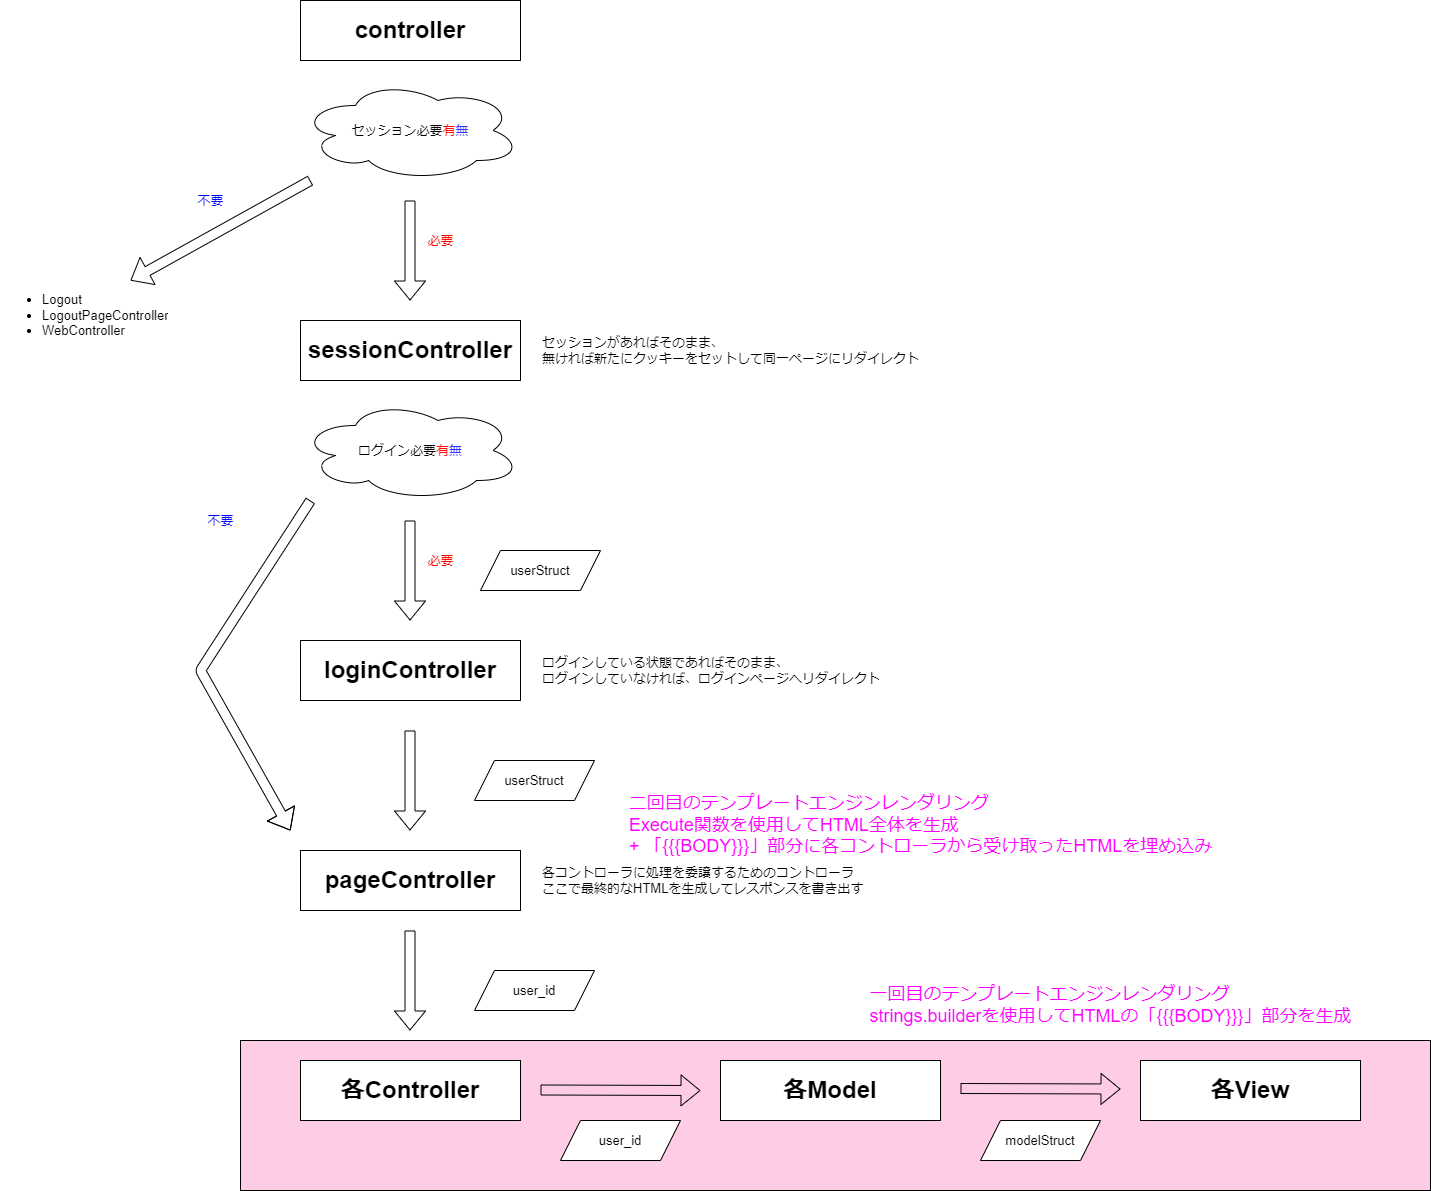 controller
セッション必要有無
不要
必要
Logout
LogoutPageController
WebController
sessionController
セッションがあればそのまま、
無ければ新たにクッキーをセットして同一ページにリダイレクト
ログイン必要有無
不要
必要
userStruct
loginController
ログインしている状態であればそのまま、
ログインしていなければ、ログインページへリダイレクト
userStruct
二回目のテンプレートエンジンレンダリング
Execute関数を使用してHTML全体を生成
+ 「{{{BODY}}}」部分に各コントローラから受け取ったHTMLを埋め込み
pageController
各コントローラに処理を委譲するためのコントローラ
ここで最終的なHTMLを生成してレスポンスを書き出す
user_id
一回目のテンプレートエンジンレンダリング
strings.builderを使用してHTMLの「{{{BODY}}}」部分を生成
各Controller
各Model
各View
user_id
modelStruct